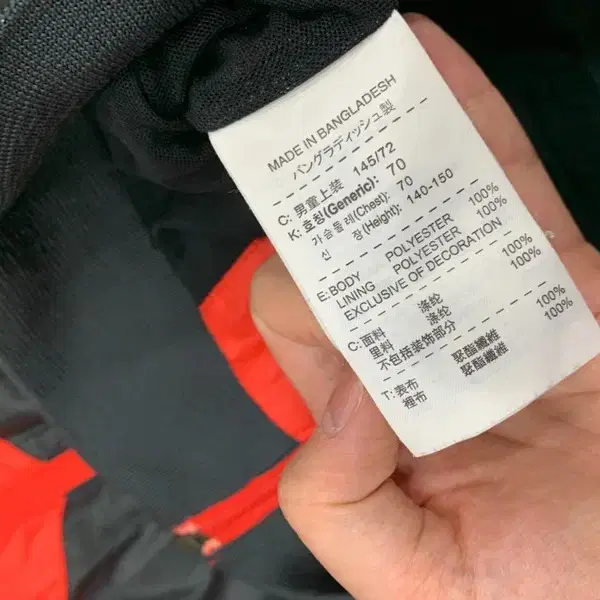 MADE IN BANGLADESH
バングラディッシュ製
C: 男童上装 145/72
K: 호칭(Generic): 70
가슴둘레(Chest): 70
신 장(Height): 140-150
E:BODY POLYESTER 100%
LINING POLYESTER 100%
EXCLUSIVE OF DECORATION
C:面料 涤纶 100%
里料 涤纶 100%
不包括装饰部分
T:表布 聚酯纖維 100%
裡布 聚酯纖維 100%